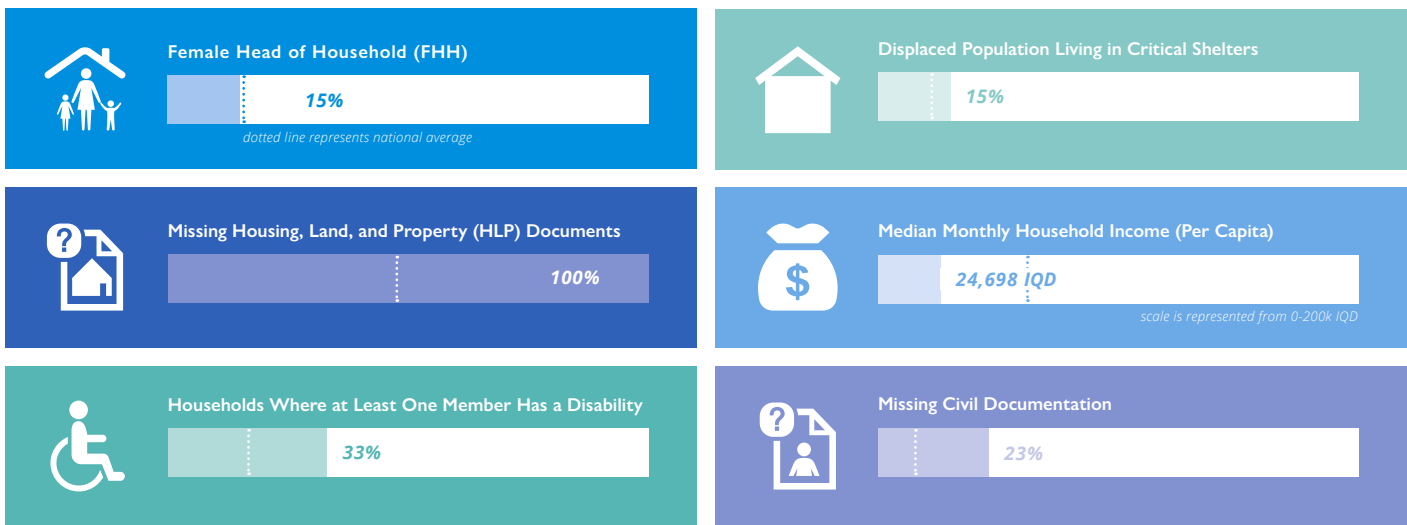 Female Head of Household (FHH)
15%
dotted line represents national average
Displaced Population Living in Critical Shelters
15%
?
Missing Housing, Land, and Property (HLP) Documents
100%
$
Median Monthly Household Income (Per Capita)
24,698 IQD
scale is represented from 0-200k IQD
Households Where at Least One Member Has a Disability
33%
?
Missing Civil Documentation
23%